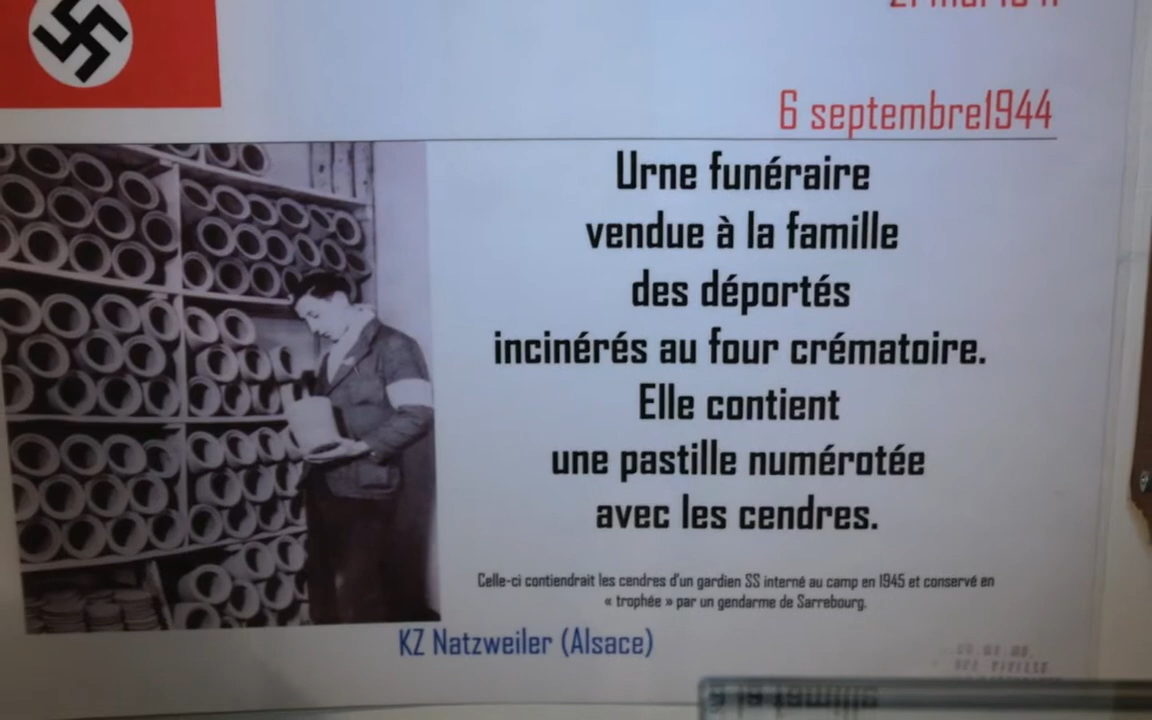 6 septembre1944
Urne funéraire
vendue à la famille
des déportés
incinérés au four crématoire.
Elle contient
une pastille numérotée
avec les cendres.
Celle-ci contiendrait les cendres d'un gardien SS interné au camp en 1945 et conservé en
« trophée » par un gendarme de Sarrebourg.
KZ Natzweiler (Alsace)
à la famille